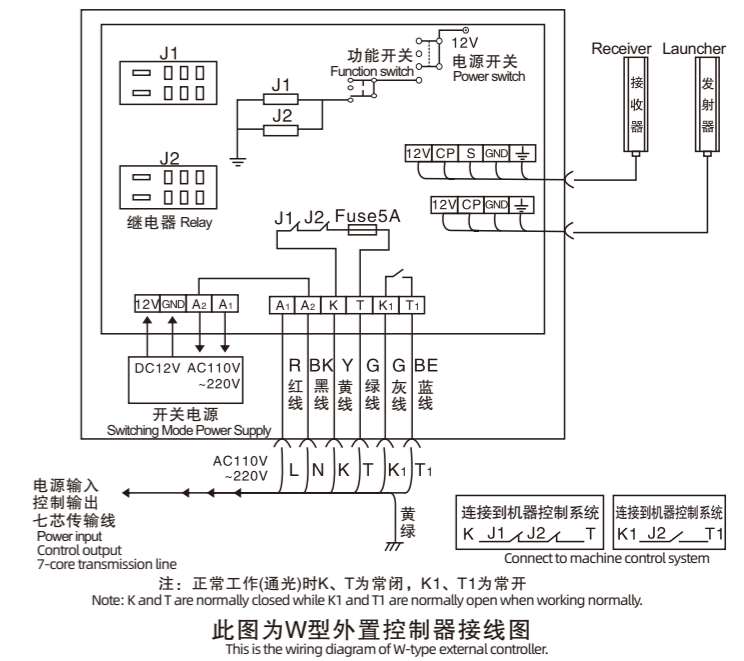 J1
J2
继电器 Relay
J1
J2
功能开关
Function switch
12V
电源开关
Power switch
Receiver
Launcher
接收器
发射器
12V CP S GND
12V CP GND
J1 J2 Fuse5A
12V GND A2 A1
A1 A2 K T K1 T1
DC12V AC110V
~220V
开关电源
Switching Mode Power Supply
R BK Y G G BE
红线 黑线 黄线 绿线 灰线 蓝线
AC110V
~220V
L N K T K1 T1
电源输入
控制输出
七芯传输线
Power input
Control output
7-core transmission line
黄绿
连接到机器控制系统
K J1 J2 T
连接到机器控制系统
K1 J2 T1
Connect to machine control system
注：正常工作(通光)时K、T为常闭，K1、T1为常开
Note: K and T are normally closed while K1 and T1 are normally open when working normally.
此图为W型外置控制器接线图
This is the wiring diagram of W-type external controller.